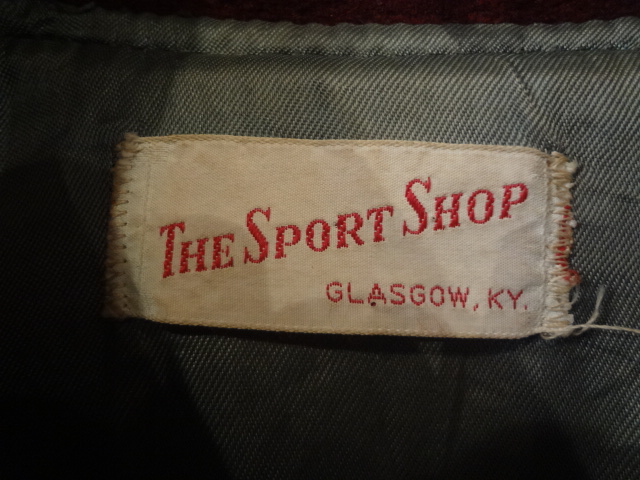 THE SPORT SHOP
GLASGOW, KY.